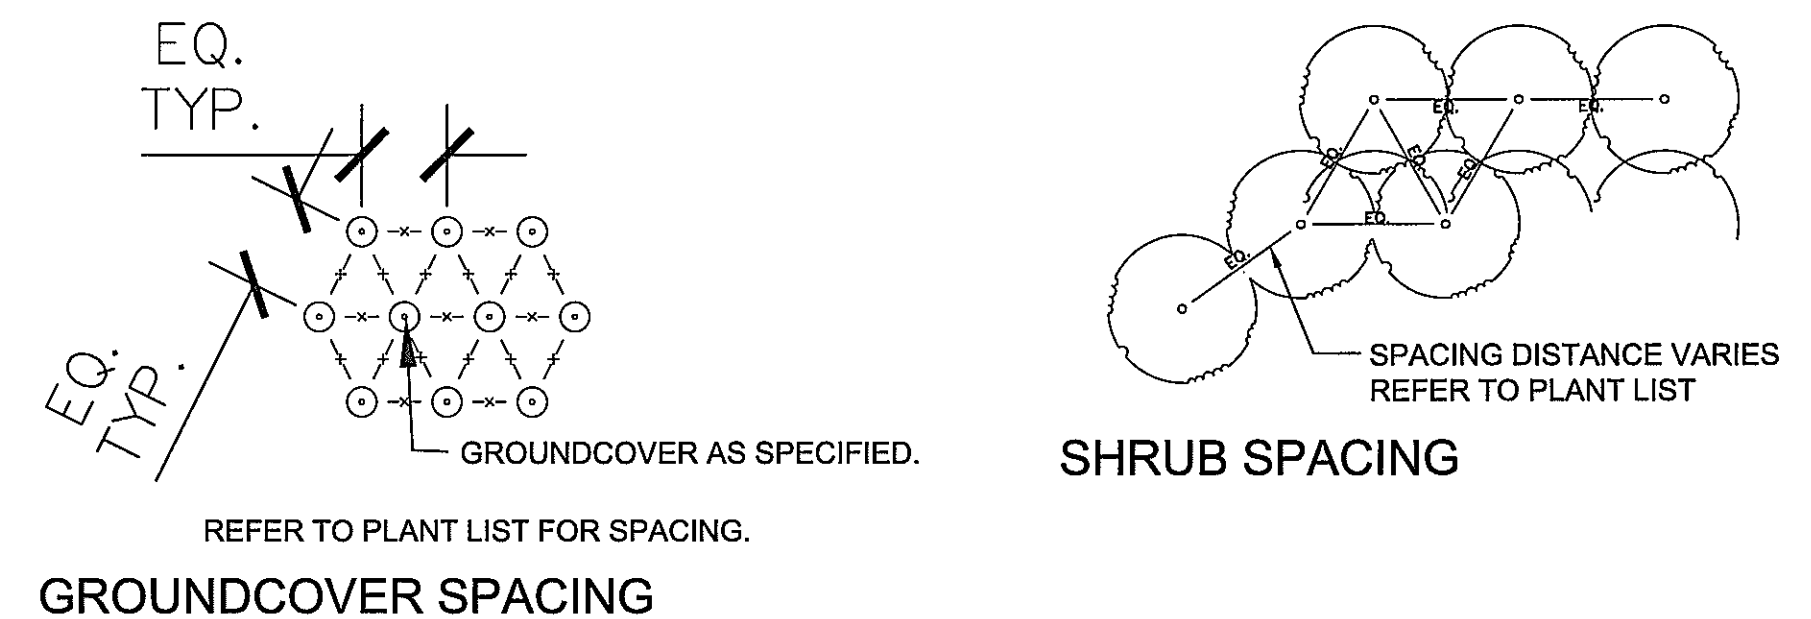 EQ.
TYP.
EQ.
TYP.
GROUNDCOVER AS SPECIFIED.
REFER TO PLANT LIST FOR SPACING.
GROUNDCOVER SPACING
EQ.
EQ.
EQ.
EQ.
EQ.
EQ.
EQ.
SPACING DISTANCE VARIES
REFER TO PLANT LIST
SHRUB SPACING